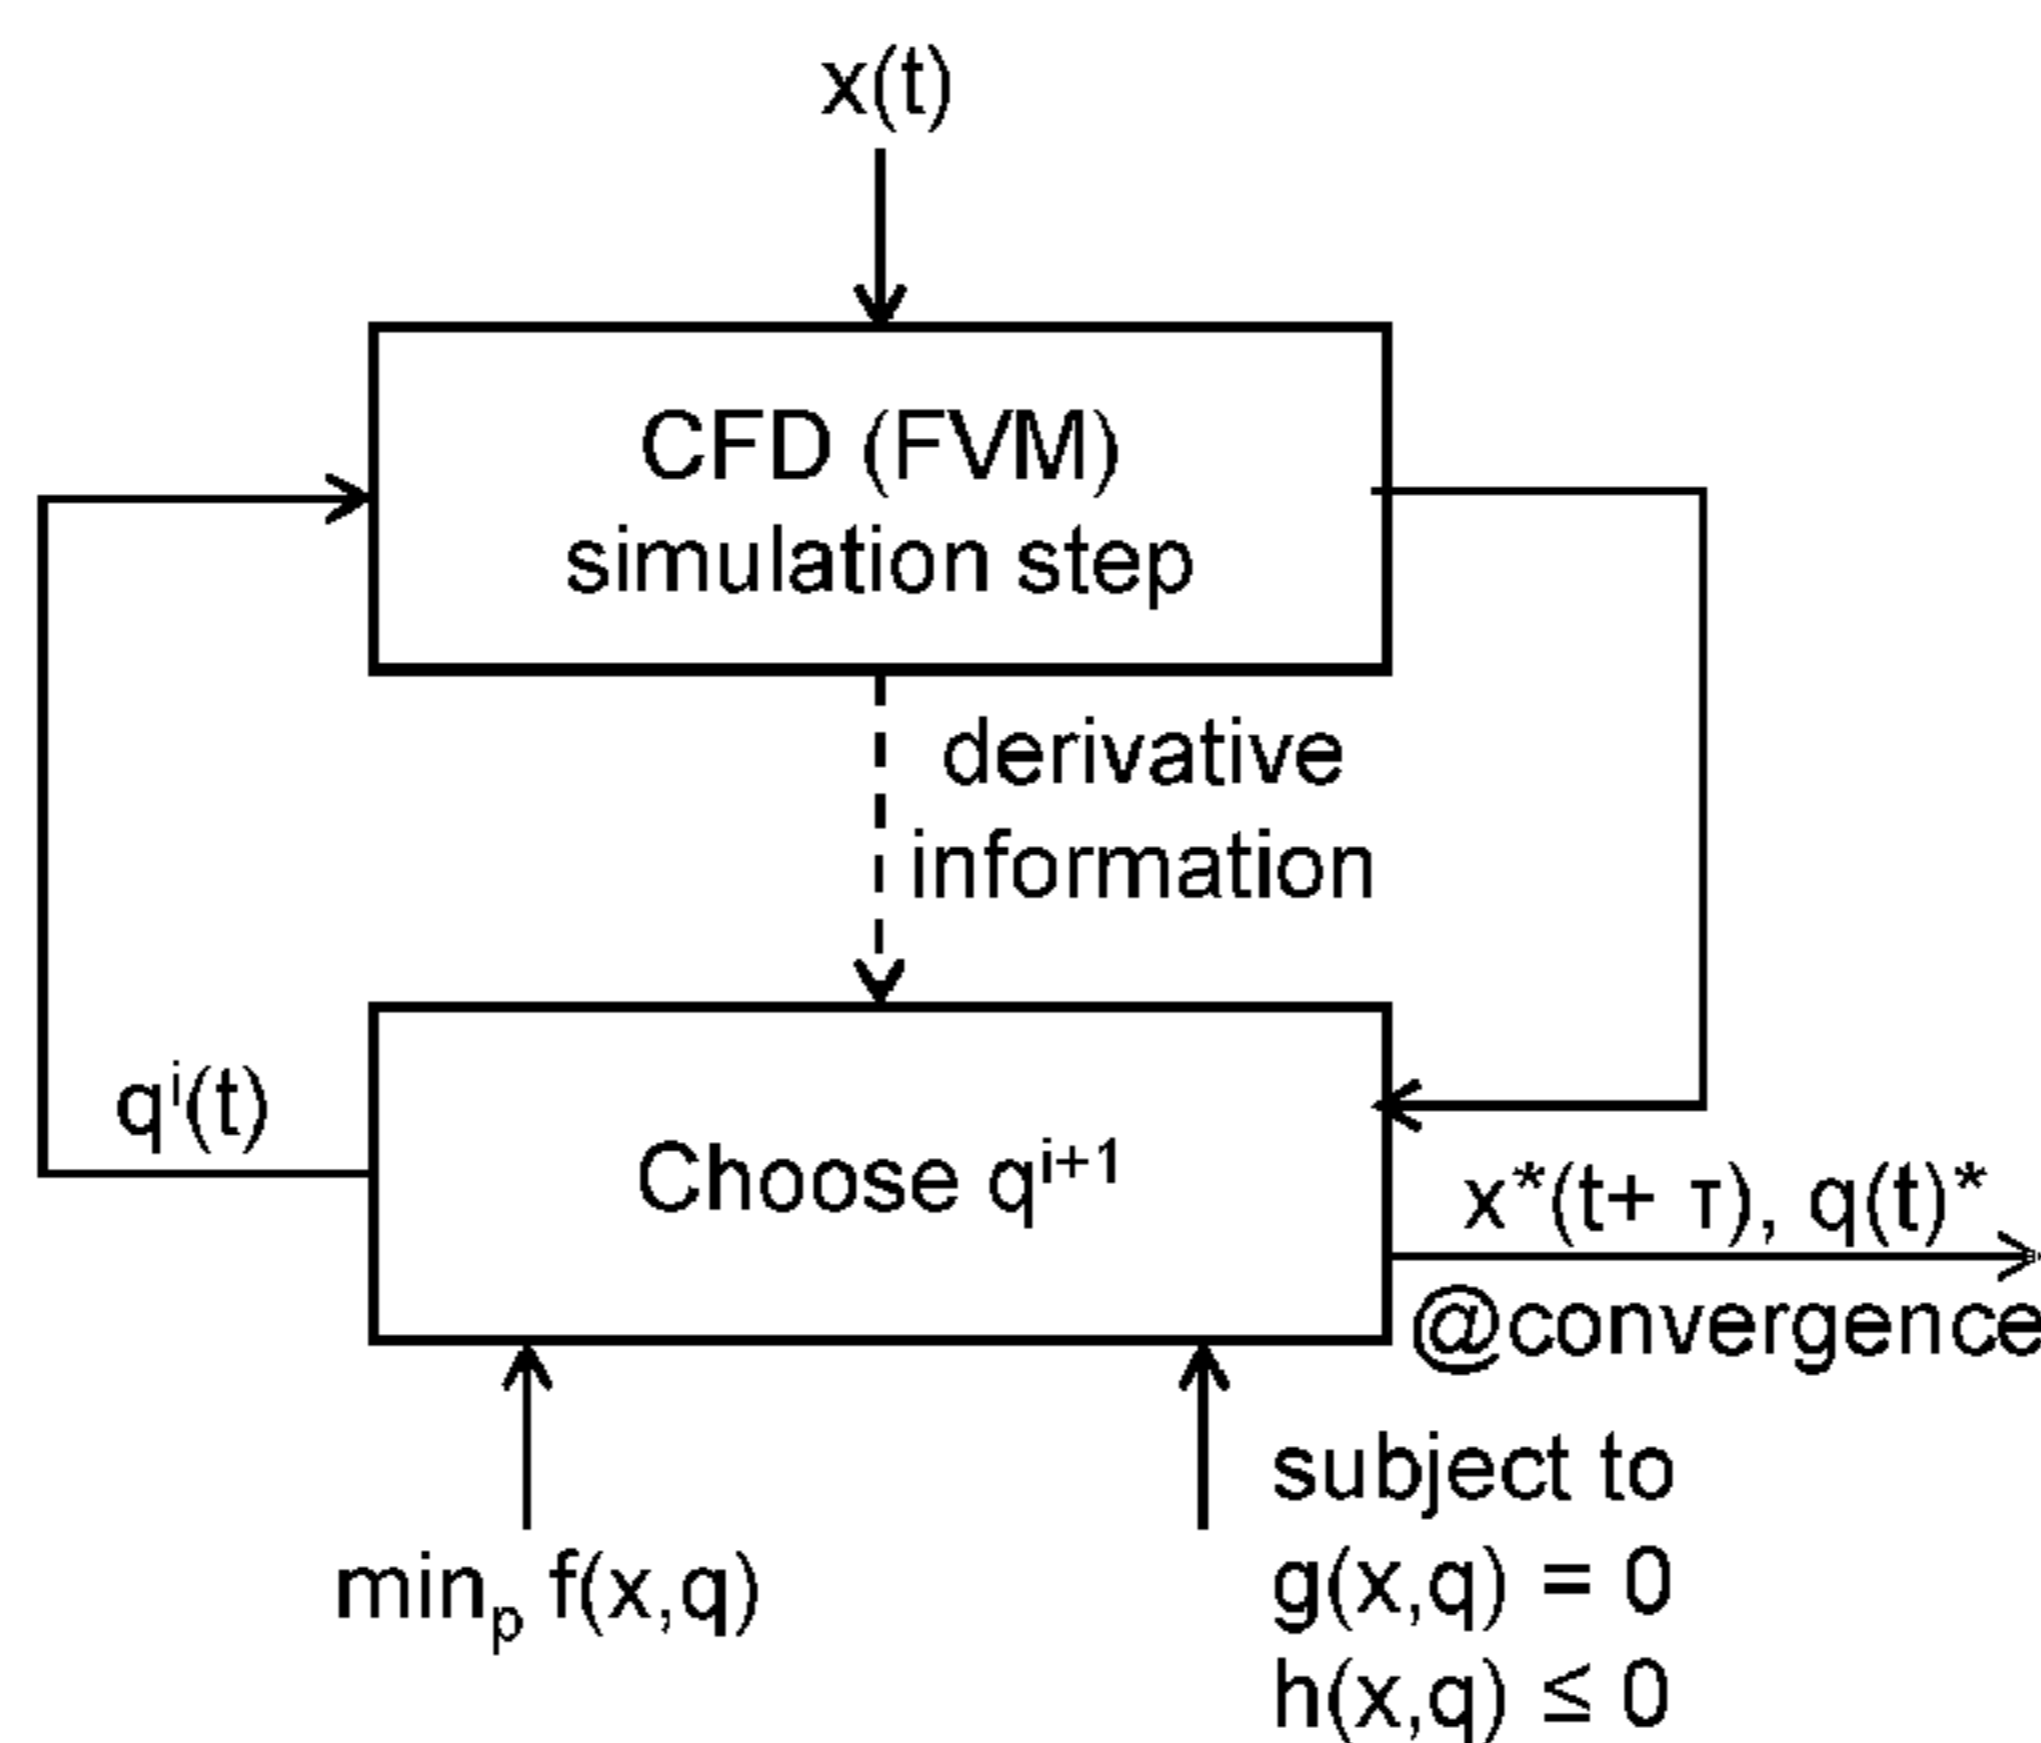 x(t)
CFD (FVM)
simulation step
derivative
information
qⁱ(t)
Choose qⁱ⁺¹
x*(t+ τ), q(t)*
@convergence
minₚ f(x,q)
subject to
g(x,q) = 0
h(x,q) ≤ 0